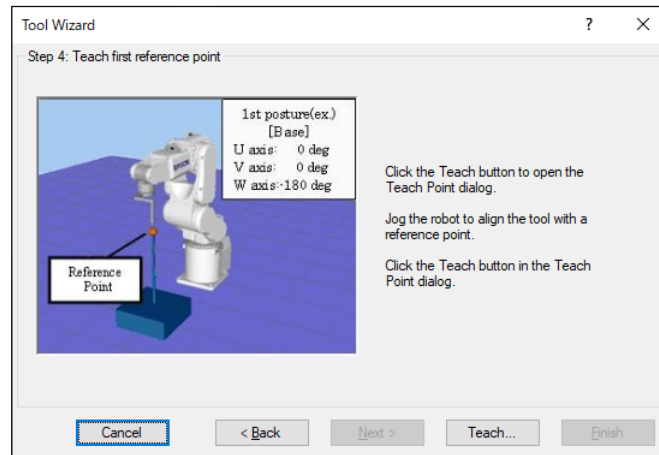 Tool Wizard
?
Step 4: Teach first reference point
1st posture(ex.)
[Base]
U axis: 0 deg
V axis: 0 deg
W axis:-180 deg
EPSON
Reference
Point
Click the Teach button to open the
Teach Point dialog.
Jog the robot to align the tool with a
reference point.
Click the Teach button in the Teach
Point dialog.
Cancel
< Back
Next >
Teach...
Finish